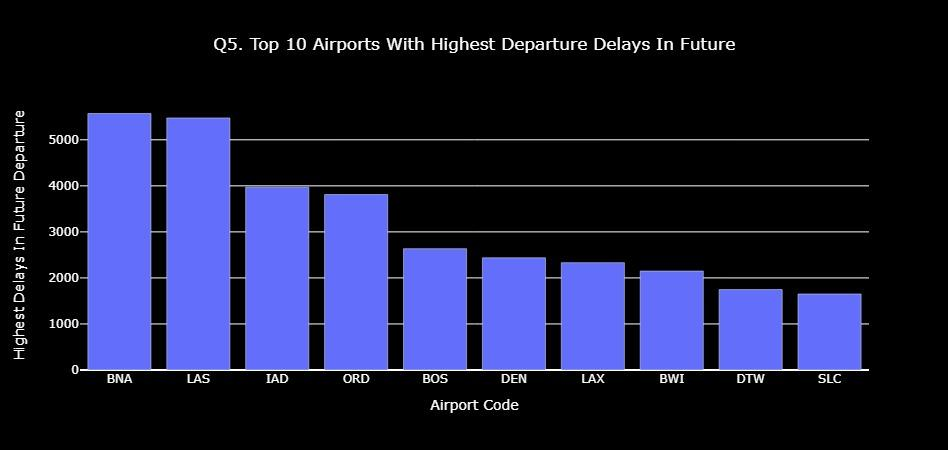 Q5. Top 10 Airports With Highest Departure Delays In Future
Highest Delays In Future Departure
5000
4000
3000
2000
1000
0
BNA LAS IAD ORD BOS DEN LAX BWI DTW SLC
Airport Code